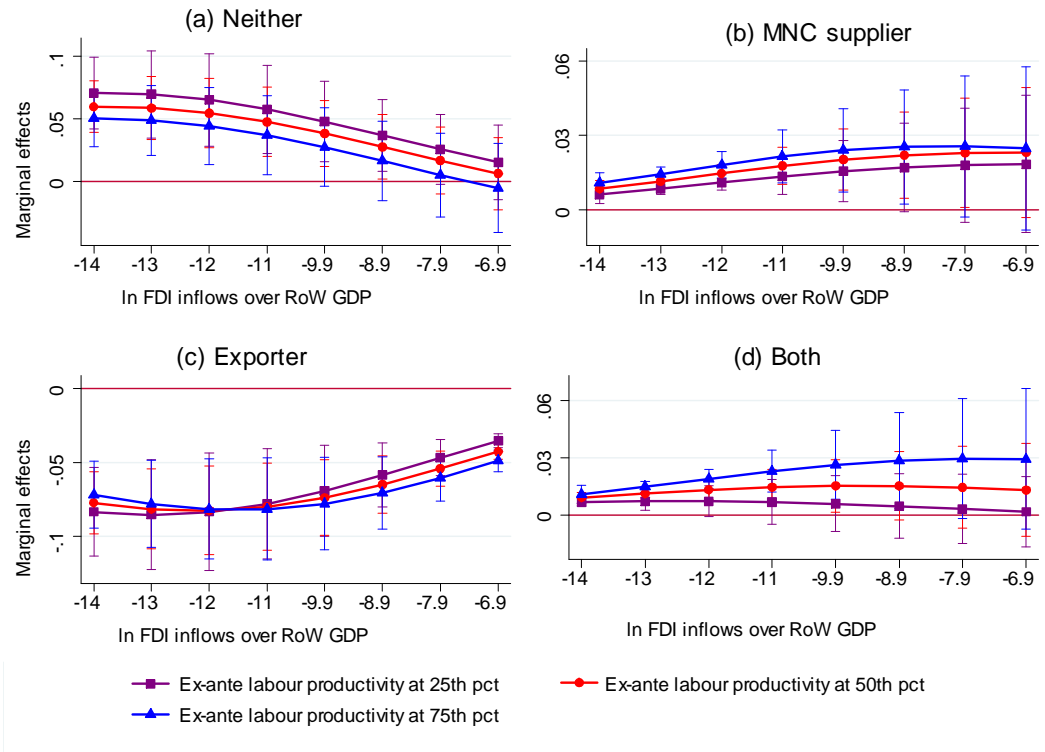 (a) Neither
Marginal effects
.1
.05
0
-14 -13 -12 -11 -9.9 -8.9 -7.9 -6.9
ln FDI inflows over RoW GDP
(b) MNC supplier
.06
.03
0
-14 -13 -12 -11 -9.9 -8.9 -7.9 -6.9
ln FDI inflows over RoW GDP
(c) Exporter
Marginal effects
0
-.05
-.1
-14 -13 -12 -11 -9.9 -8.9 -7.9 -6.9
ln FDI inflows over RoW GDP
(d) Both
.06
.03
0
-14 -13 -12 -11 -9.9 -8.9 -7.9 -6.9
ln FDI inflows over RoW GDP
Ex-ante labour productivity at 25th pct
Ex-ante labour productivity at 50th pct
Ex-ante labour productivity at 75th pct